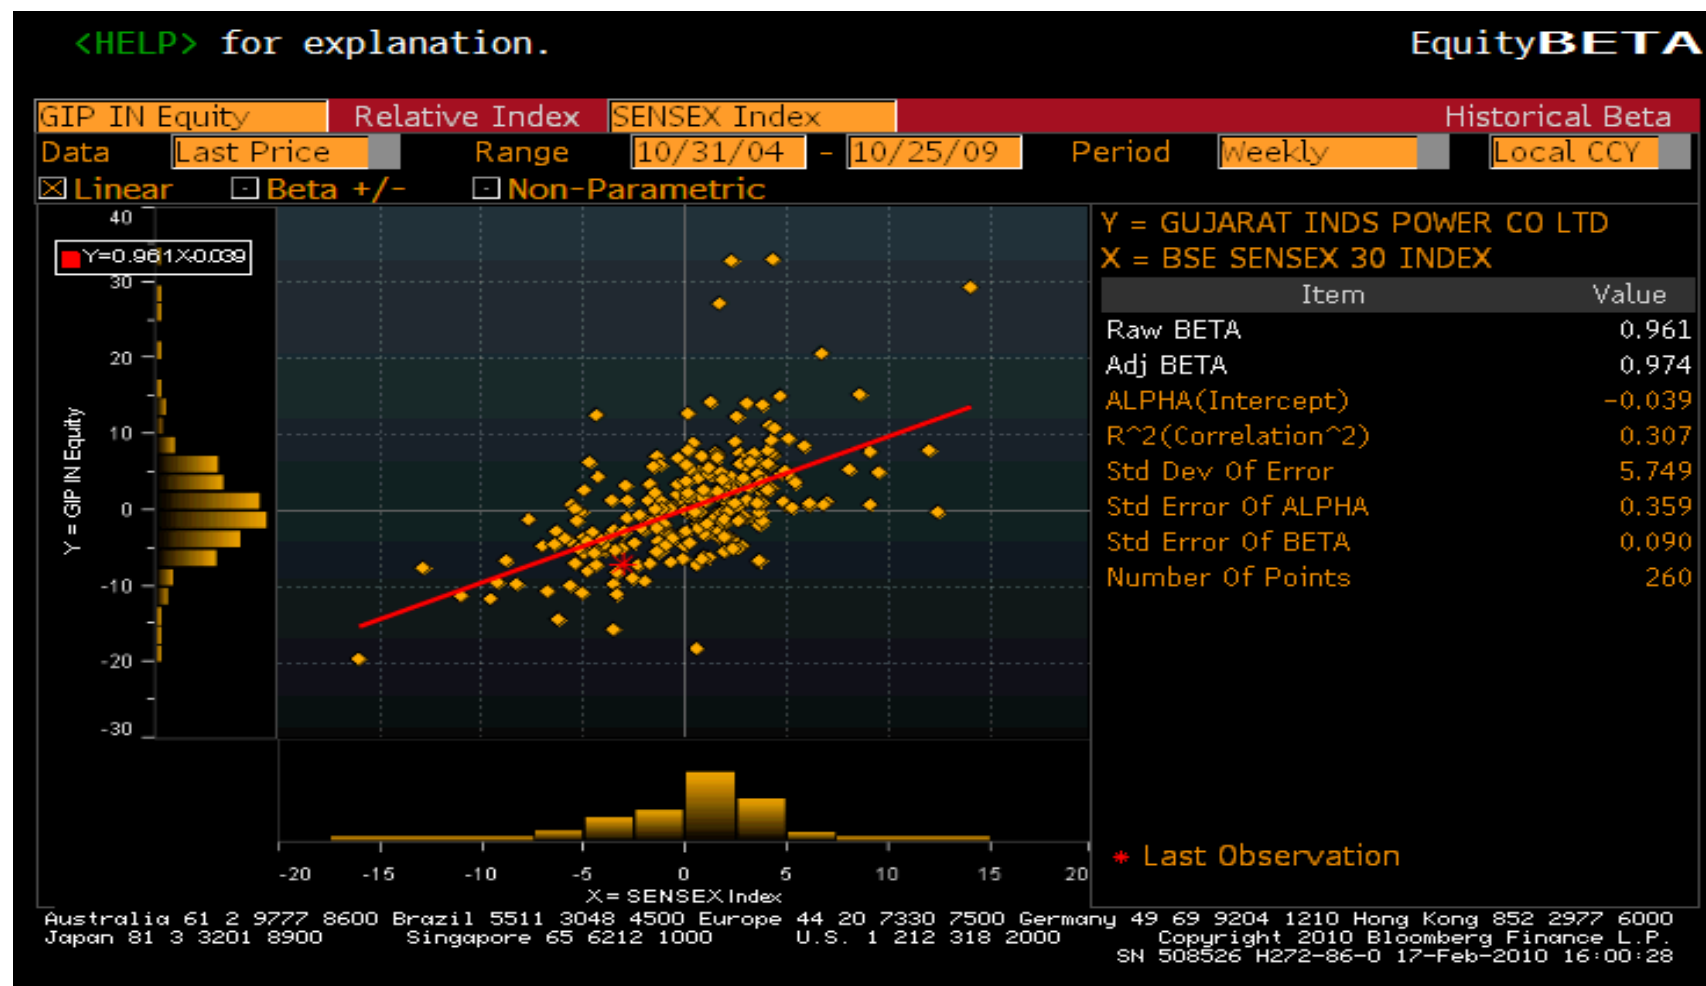 <HELP> for explanation. EquityBETA
GIP IN Equity Relative Index SENSEX Index Historical Beta
Data Last Price Range 10/31/04 - 10/25/09 Period Weekly Local CCY
Linear Beta +/- Non-Parametric
Y = GUJARAT INDS POWER CO LTD
X = BSE SENSEX 30 INDEX
Item Value
Raw BETA 0.961
Adj BETA 0.974
ALPHA(Intercept) -0.039
R^2(Correlation^2) 0.307
Std Dev Of Error 5.749
Std Error Of ALPHA 0.359
Std Error Of BETA 0.090
Number Of Points 260
* Last Observation
Y=0.961X-0.039
40
30
20
10
0
-10
-20
-30
Y = GIP IN Equity
-20 -15 -10 -5 0 5 10 15 20
X = SENSEX Index
Australia 61 2 9777 8600 Brazil 5511 3048 4500 Europe 44 20 7330 7500 Germany 49 69 9204 1210 Hong Kong 852 2977 6000
Japan 81 3 3201 8900 Singapore 65 6212 1000 U.S. 1 212 318 2000 Copyright 2010 Bloomberg Finance L.P.
SN 508526 H272-86-0 17-Feb-2010 16:00:28